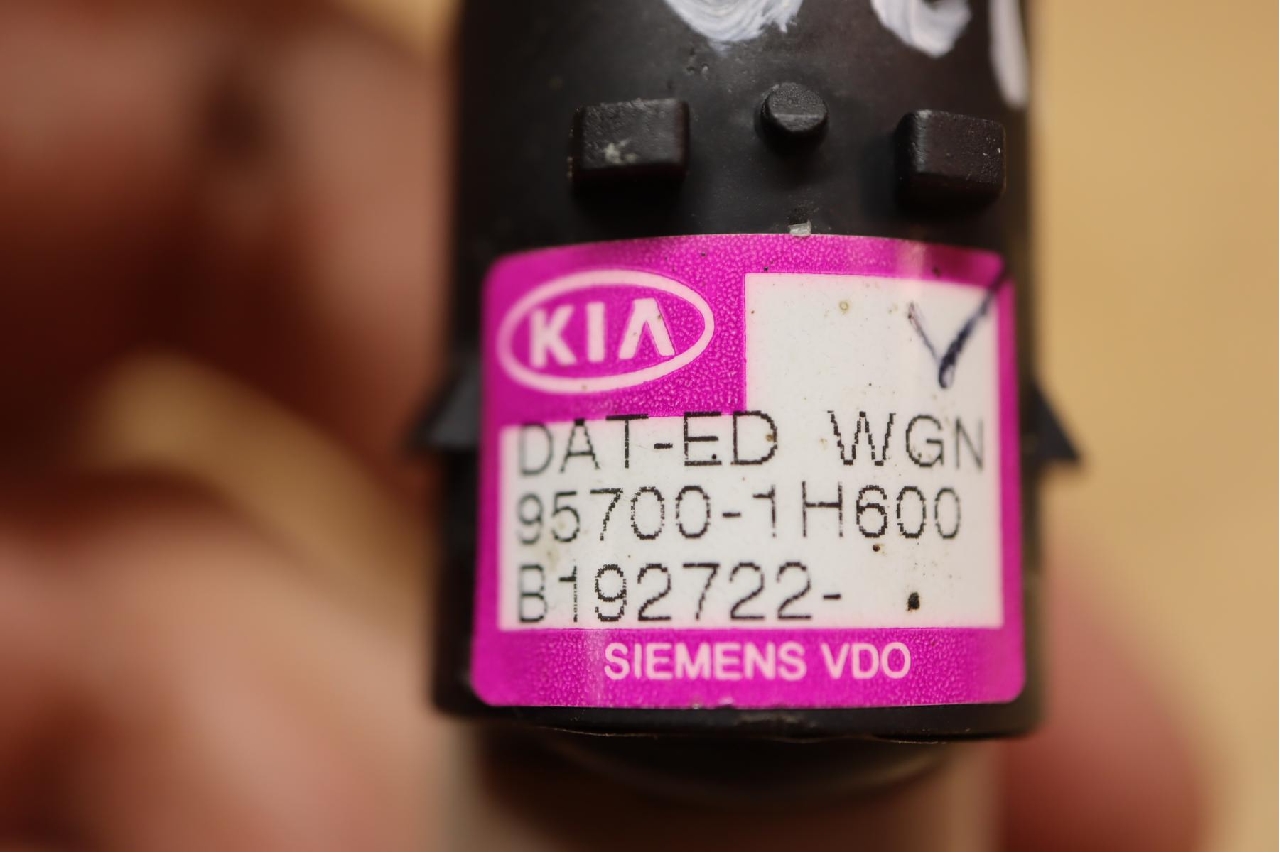 KIA
DAT-ED WGN
95700-1H600
B192722-
SIEMENS VDO